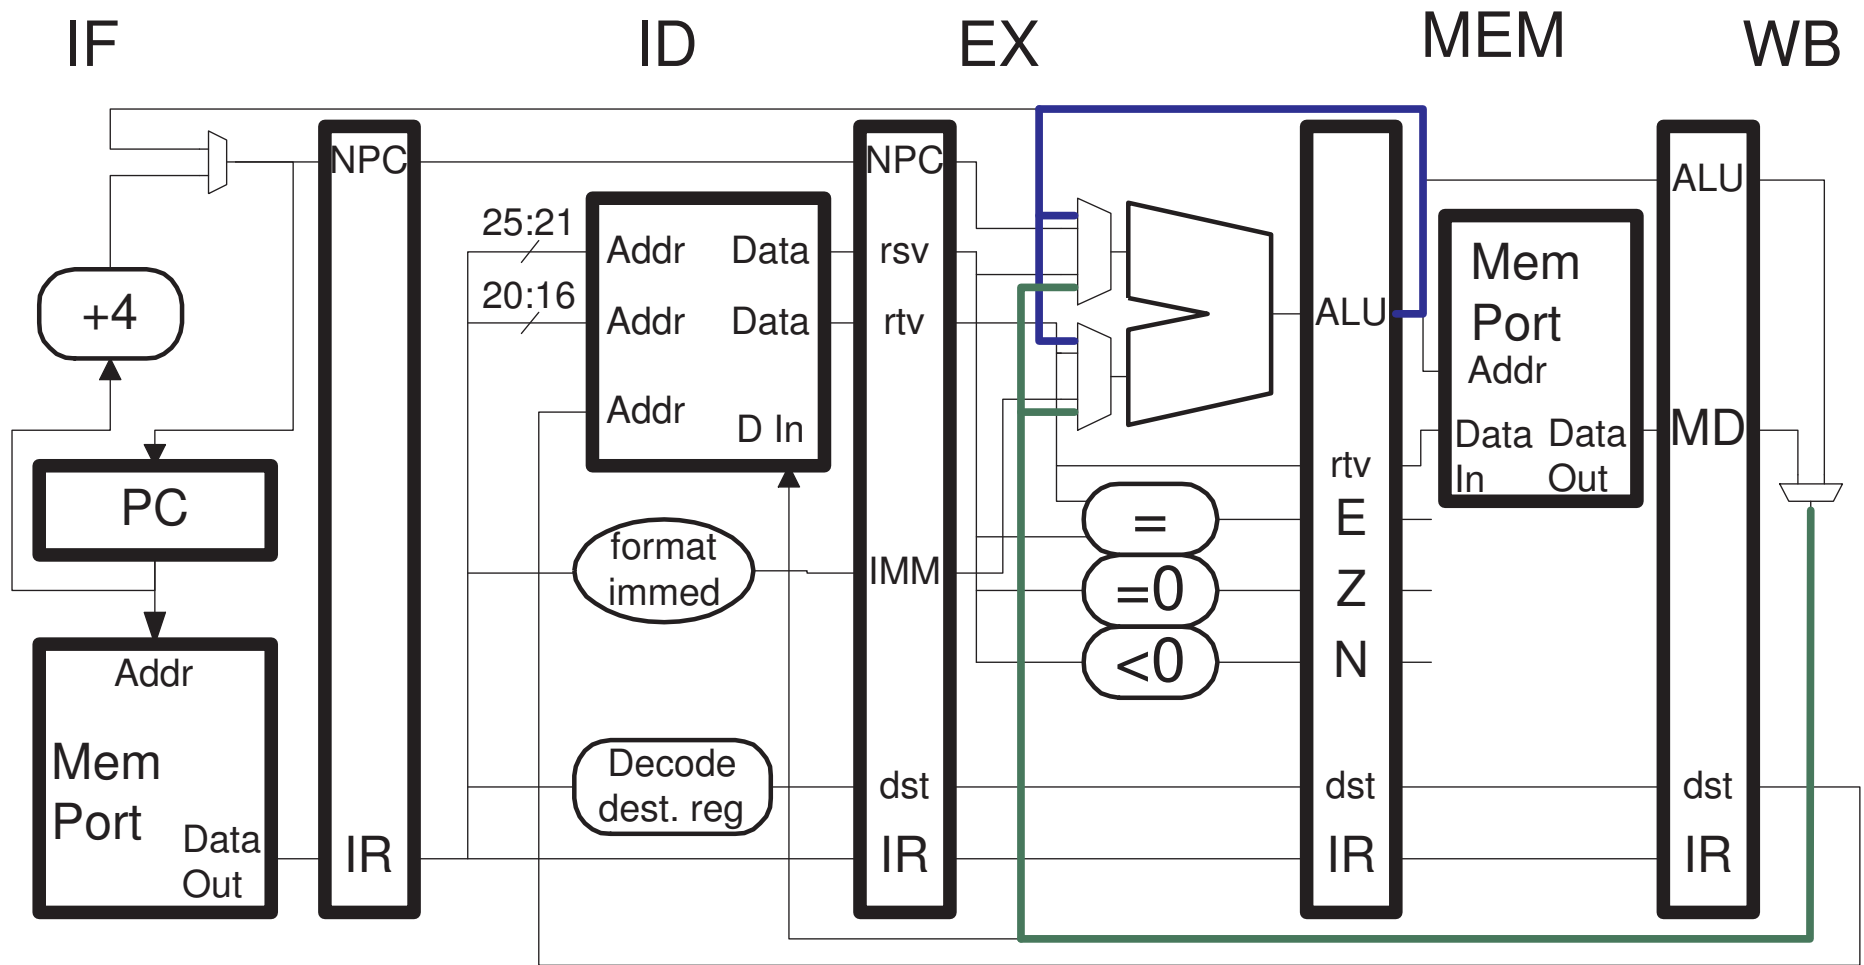 IF
ID
EX
MEM
WB
+4
PC
Addr
Mem
Port
Data
Out
NPC
IR
25:21
20:16
Addr
Data
Addr
Data
Addr
D In
format
immed
Decode
dest. reg
NPC
rsv
rtv
IMM
dst
IR
=
=0
<0
ALU
rtv
E
Z
N
dst
IR
Mem
Port
Addr
Data
In
Data
Out
ALU
MD
dst
IR